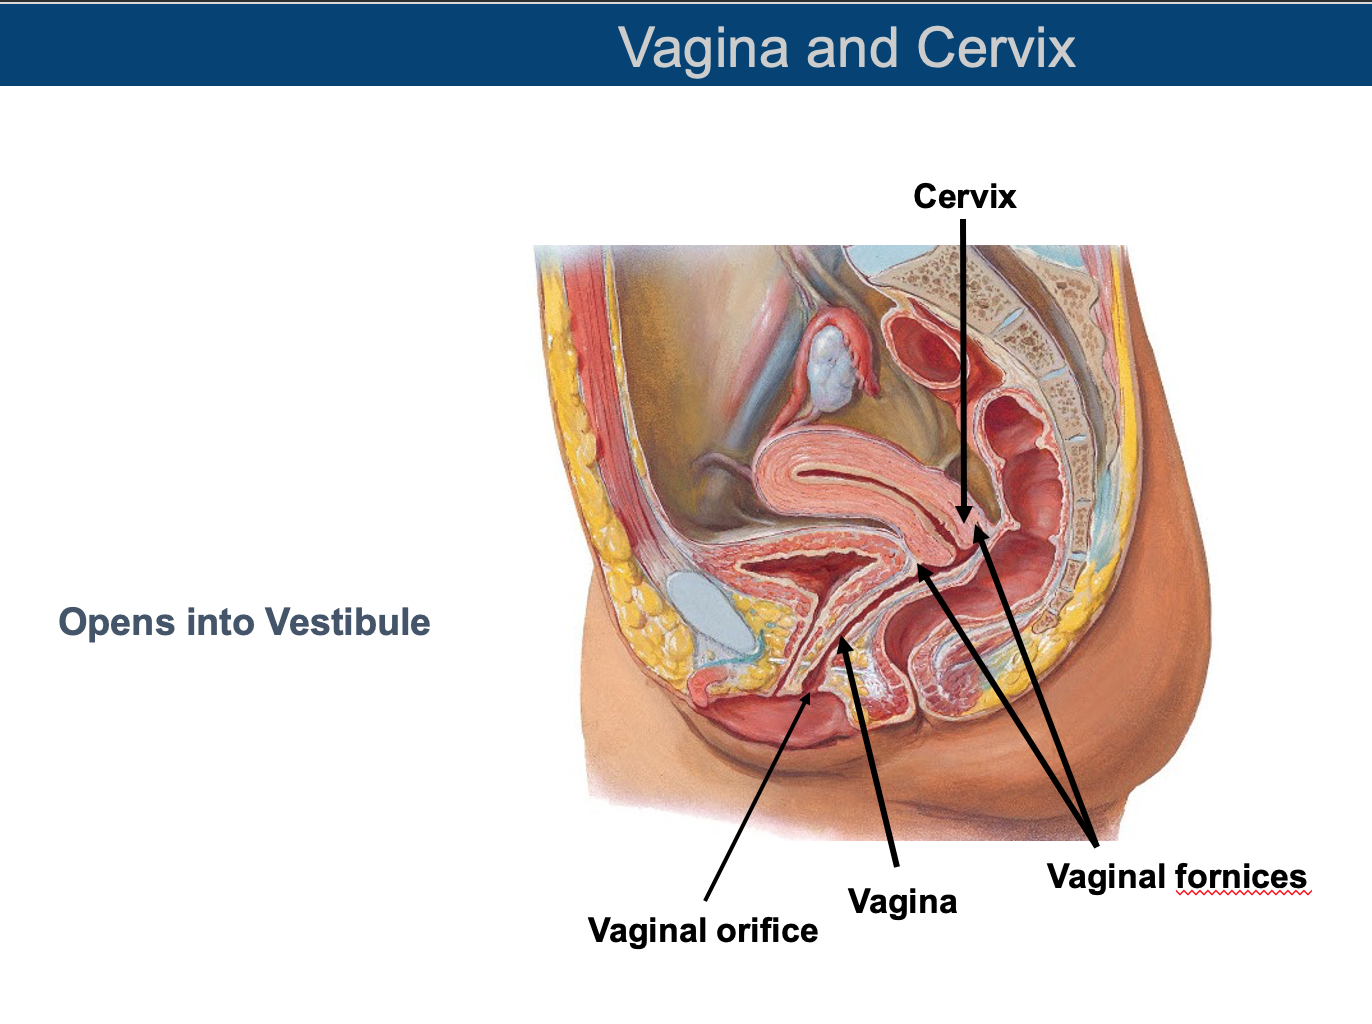 Vagina and Cervix
Cervix
Opens into Vestibule
Vaginal fornices
Vagina
Vaginal orifice